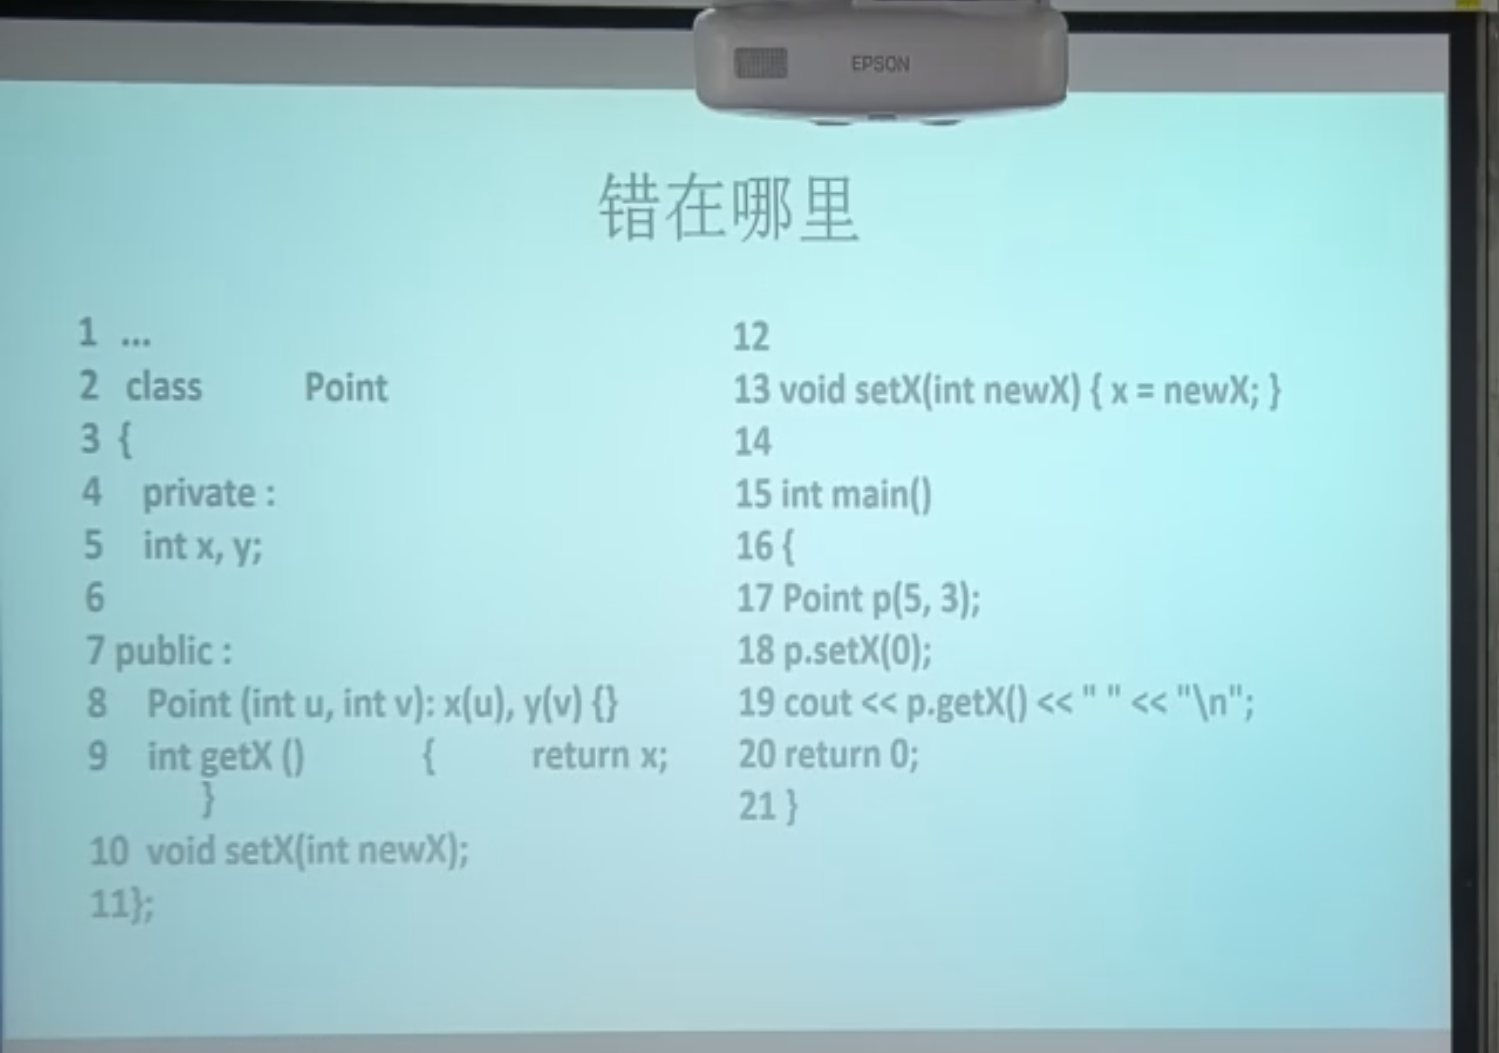 EPSON
错在哪里
1 ...
2 class Point
3 {
4 private :
5 int x, y;
6
7 public :
8 Point (int u, int v): x(u), y(v) {}
9 int getX () { return x;
}
10 void setX(int newX);
11};
12
13 void setX(int newX) { x = newX; }
14
15 int main()
16 {
17 Point p(5, 3);
18 p.setX(0);
19 cout << p.getX() << " " << "\n";
20 return 0;
21 }